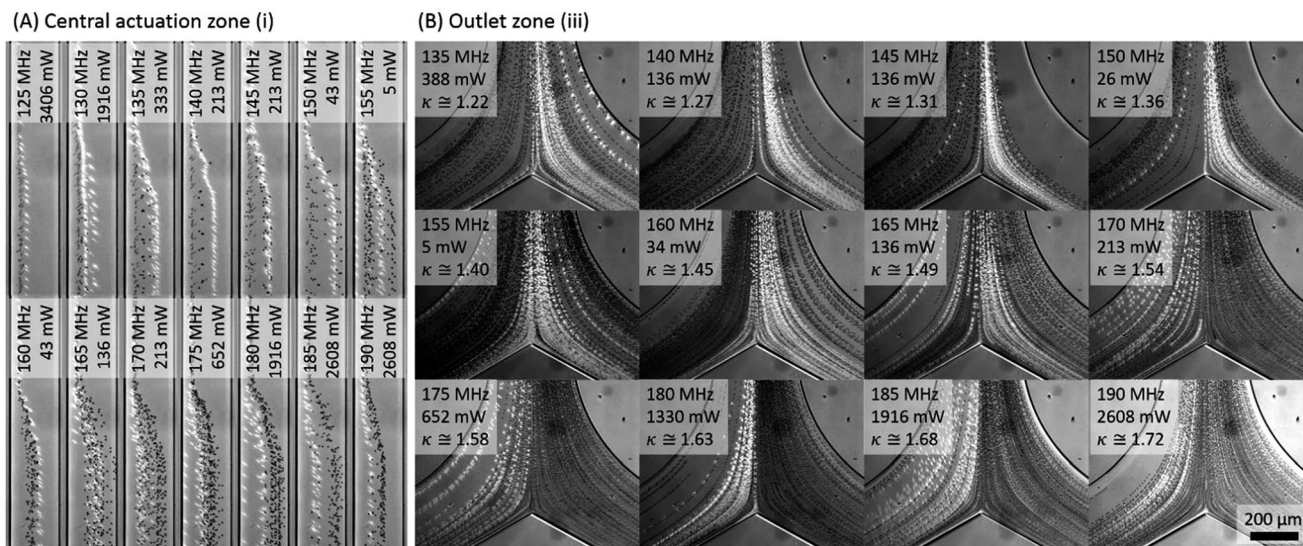 (A) Central actuation zone (i)
(B) Outlet zone (iii)
125 MHz
3406 mW
130 MHz
1916 mW
135 MHz
333 mW
140 MHz
213 mW
145 MHz
213 mW
150 MHz
43 mW
155 MHz
5 mW
160 MHz
43 mW
165 MHz
136 mW
170 MHz
213 mW
175 MHz
652 mW
180 MHz
1916 mW
185 MHz
2608 mW
190 MHz
2608 mW
135 MHz
388 mW
κ ≅ 1.22
140 MHz
136 mW
κ ≅ 1.27
145 MHz
136 mW
κ ≅ 1.31
150 MHz
26 mW
κ ≅ 1.36
155 MHz
5 mW
κ ≅ 1.40
160 MHz
34 mW
κ ≅ 1.45
165 MHz
136 mW
κ ≅ 1.49
170 MHz
213 mW
κ ≅ 1.54
175 MHz
652 mW
κ ≅ 1.58
180 MHz
1330 mW
κ ≅ 1.63
185 MHz
1916 mW
κ ≅ 1.68
190 MHz
2608 mW
κ ≅ 1.72
200 µm